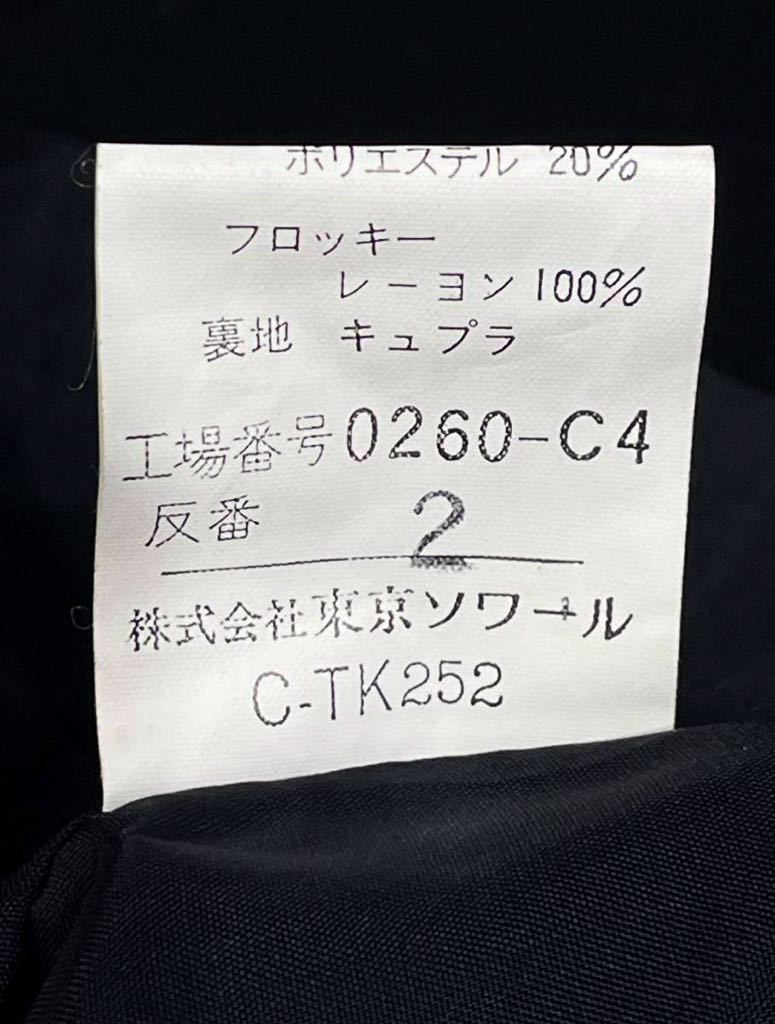 ポリエステル 20%
フロッキー
レーヨン 100%
裏地 キュプラ
工場番号 0260-C4
反番 2
株式会社東京ソワール
C-TK252